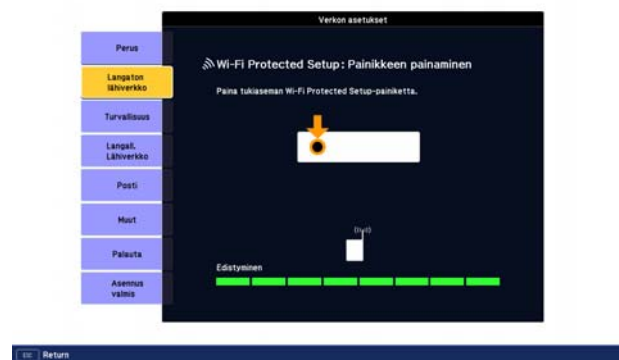 Verkon asetukset
Perus
Langaton
lähiverkko
Turvallisuus
Langall.
Lähiverkko
Posti
Muut
Palauta
Asennus
valmis
Wi-Fi Protected Setup: Painikkeen painaminen
Paina tukiaseman Wi-Fi Protected Setup-painiketta.
Edistyminen
Esc Return